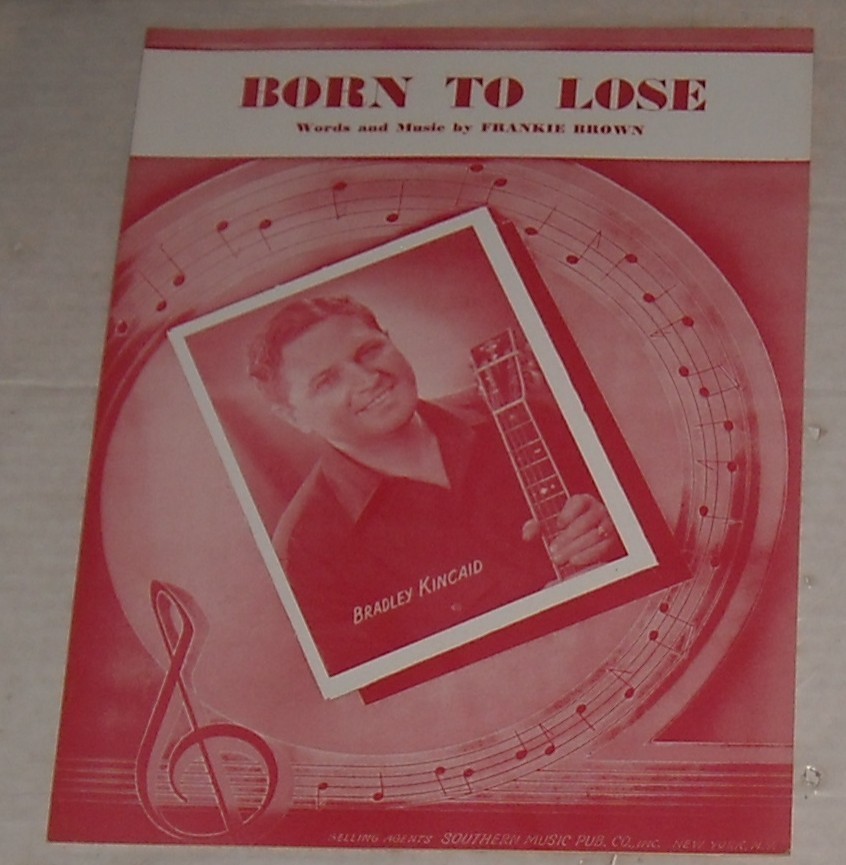 BORN TO LOSE
Words and Music by FRANKIE BROWN
BRADLEY KINCAID
SELLING AGENTS SOUTHERN MUSIC PUB. CO., INC. NEW YORK, N.Y.